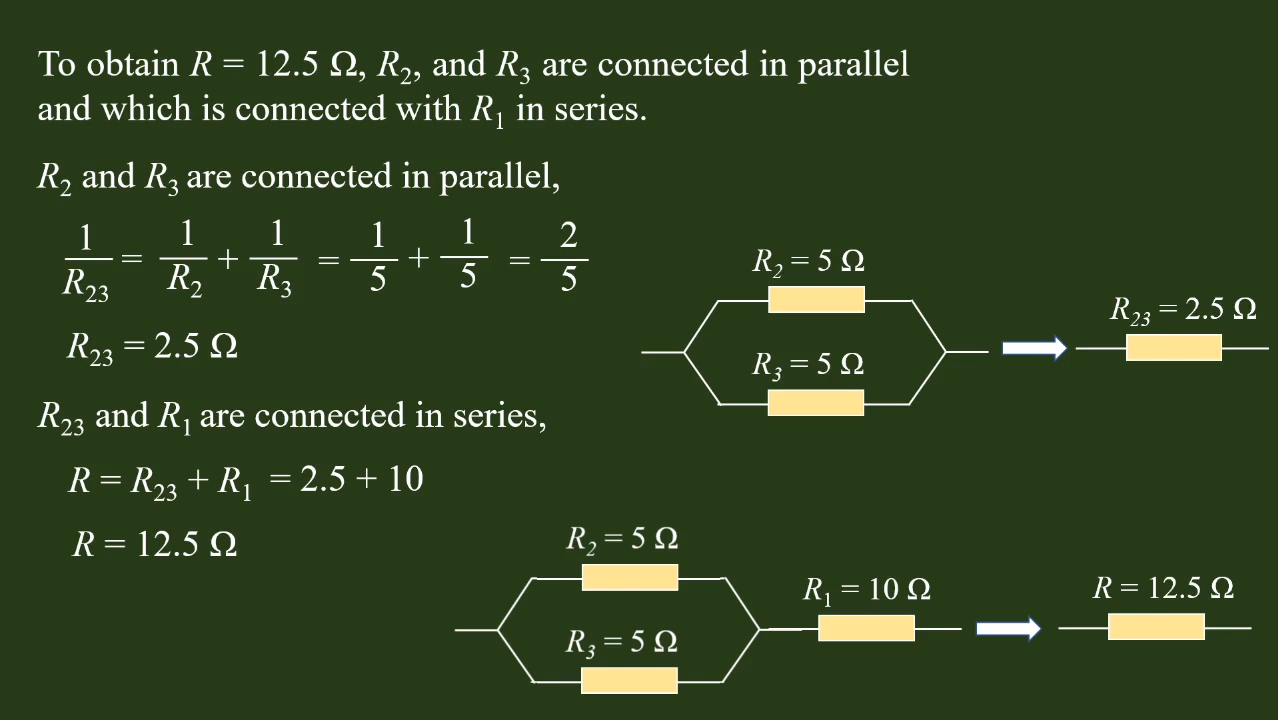 To obtain R = 12.5 Ω, R₂, and R₃ are connected in parallel
and which is connected with R₁ in series.
R₂ and R₃ are connected in parallel,
1/R₂₃ = 1/R₂ + 1/R₃ = 1/5 + 1/5 = 2/5
R₂₃ = 2.5 Ω
R₂ = 5 Ω
R₃ = 5 Ω
R₂₃ = 2.5 Ω
R₂₃ and R₁ are connected in series,
R = R₂₃ + R₁ = 2.5 + 10
R = 12.5 Ω
R₂ = 5 Ω
R₃ = 5 Ω
R₁ = 10 Ω
R = 12.5 Ω